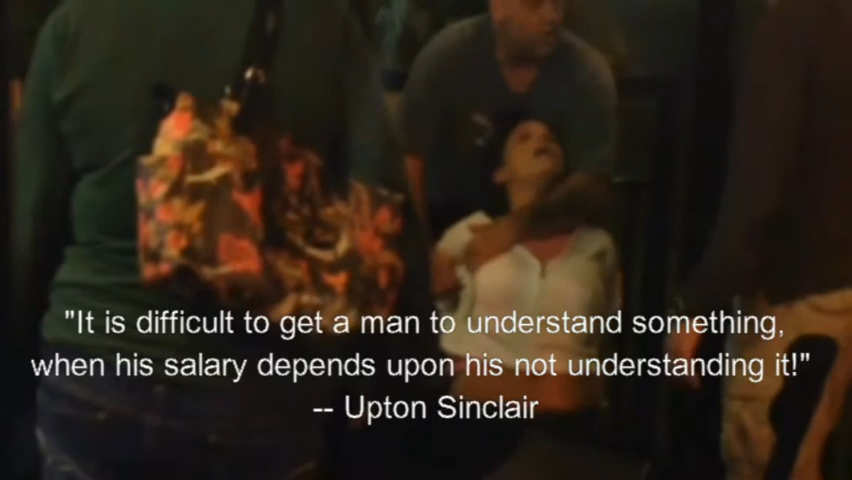 "It is difficult to get a man to understand something,
when his salary depends upon his not understanding it!"
-- Upton Sinclair